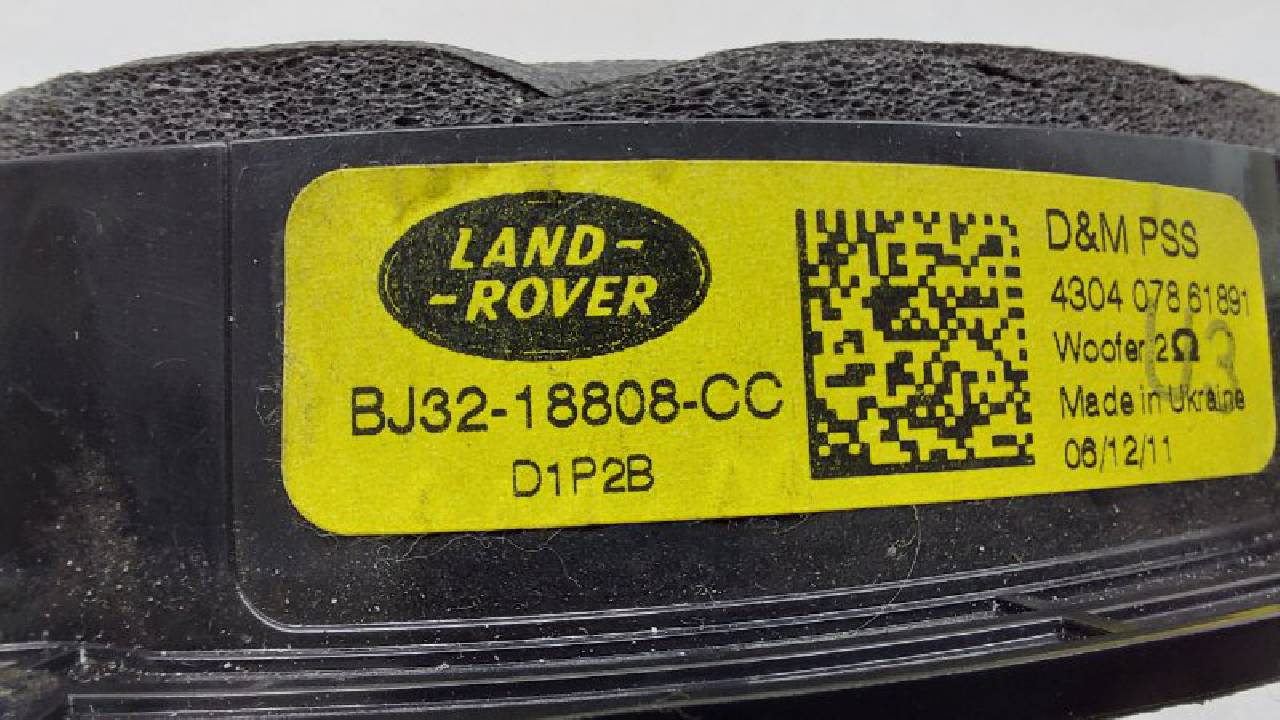 LAND-
-ROVER
BJ32-18808-CC
D1P2B
D&M PSS
4304 078 61891
Woofer 2Ω
Made in Ukraine
06/12/11